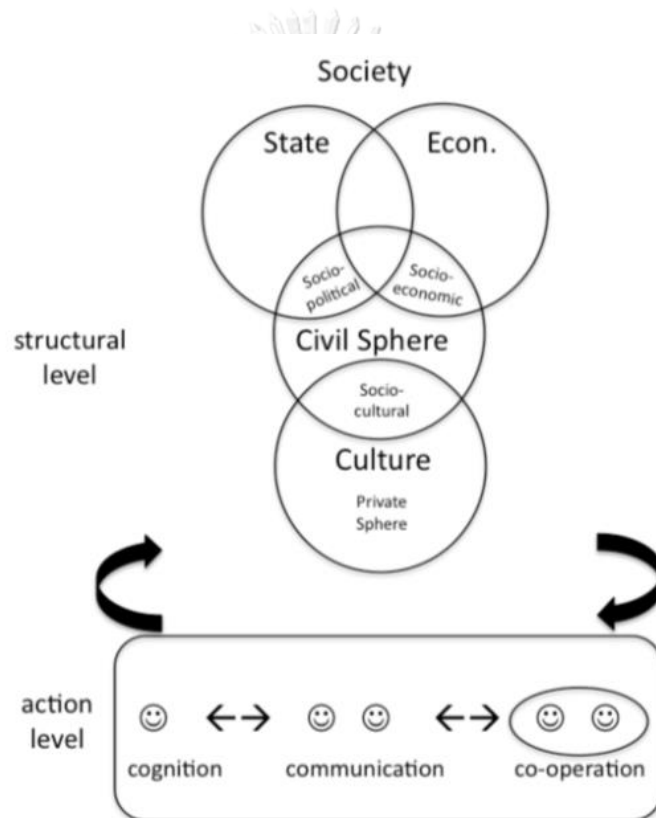 Society
State
Econ.
Socio-
political
Socio-
economic
structural
level
Civil Sphere
Socio-
cultural
Culture
Private
Sphere
action
level
cognition
communication
co-operation